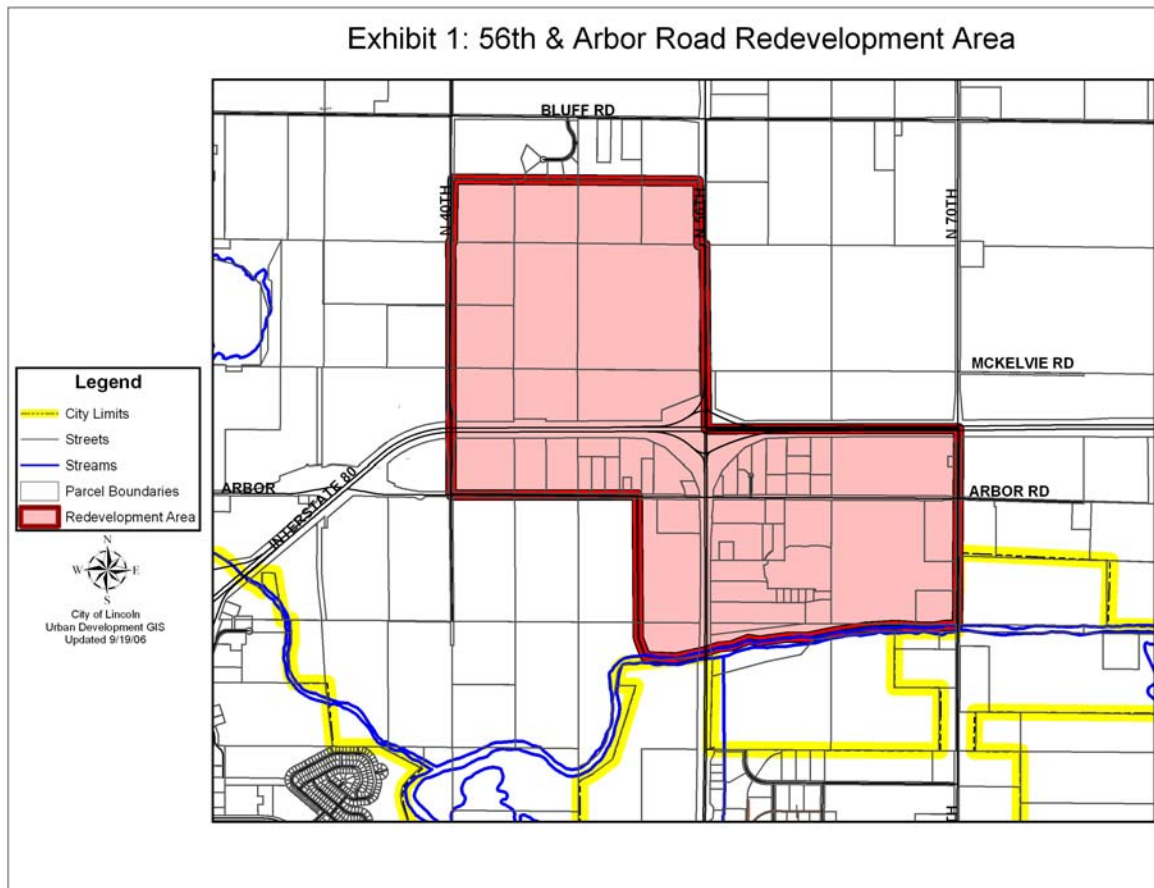 Exhibit 1: 56th & Arbor Road Redevelopment Area
BLUFF RD
N 40TH
N 56TH
N 70TH
MCKELVIE RD
Legend
City Limits
Streets
Streams
Parcel Boundaries
Redevelopment Area
ARBOR
INTERSTATE 80
ARBOR RD
N
W E
S
City of Lincoln
Urban Development GIS
Updated 9/19/06
TH